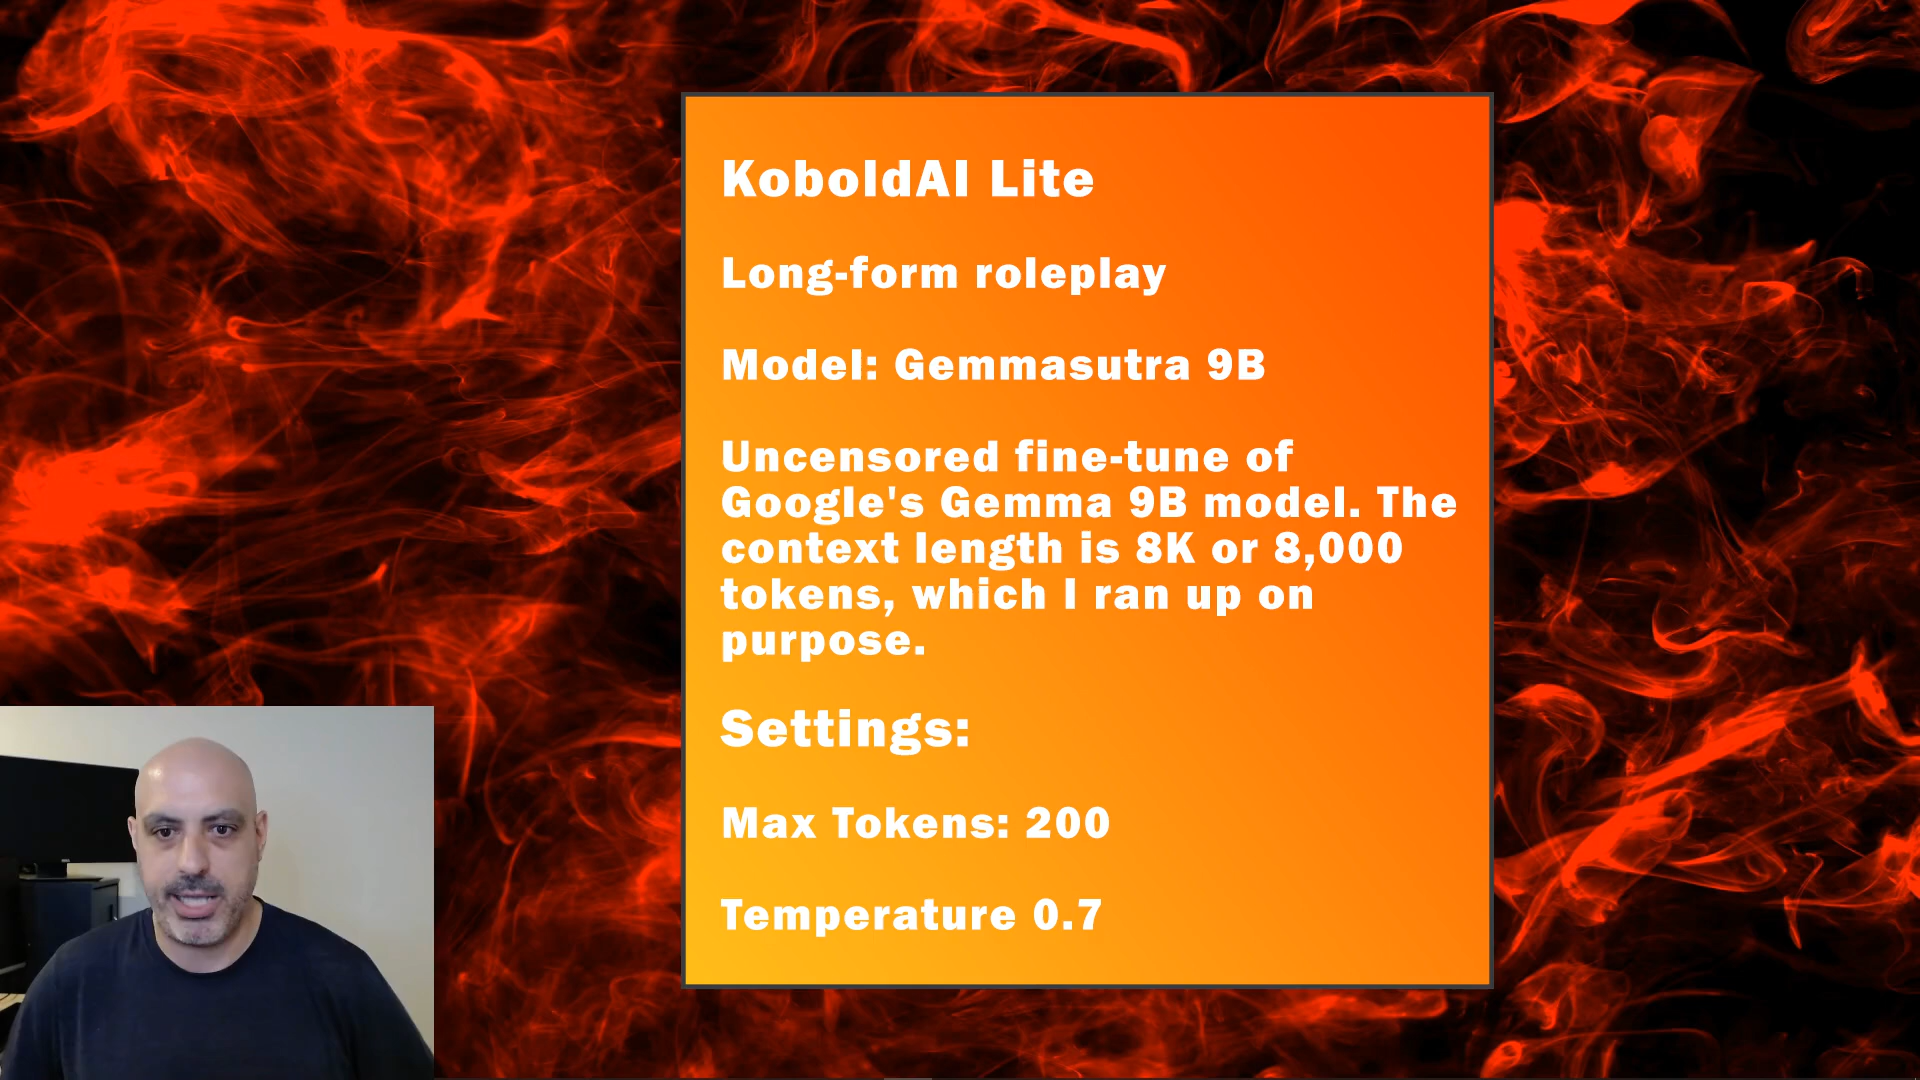 KoboldAI Lite
Long-form roleplay
Model: Gemmasutra 9B
Uncensored fine-tune of
Google's Gemma 9B model. The
context length is 8K or 8,000
tokens, which I ran up on
purpose.
Settings:
Max Tokens: 200
Temperature 0.7